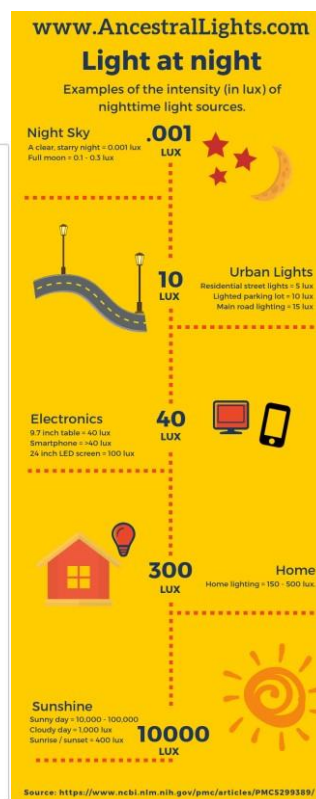 www.AncestralLights.com
Light at night
Examples of the intensity (in lux) of
nighttime light sources.
Night Sky
A clear, starry night = 0.001 lux
Full moon = 0.1 - 0.3 lux
.001
LUX
10
LUX
Urban Lights
Residential street lights = 5 lux
Lighted parking lot = 10 lux
Main road lighting = 15 lux
Electronics
9.7 inch table = 40 lux
Smartphone = >40 lux
24 inch LED screen = 100 lux
40
LUX
300
LUX
Home
Home lighting = 150 - 500 lux.
Sunshine
Sunny day = 10,000 - 100,000
Cloudy day = 1,000 lux
Sunrise / sunset = 400 lux
10000
LUX
Source: https://www.ncbi.nlm.nih.gov/pmc/articles/PMC5299389/